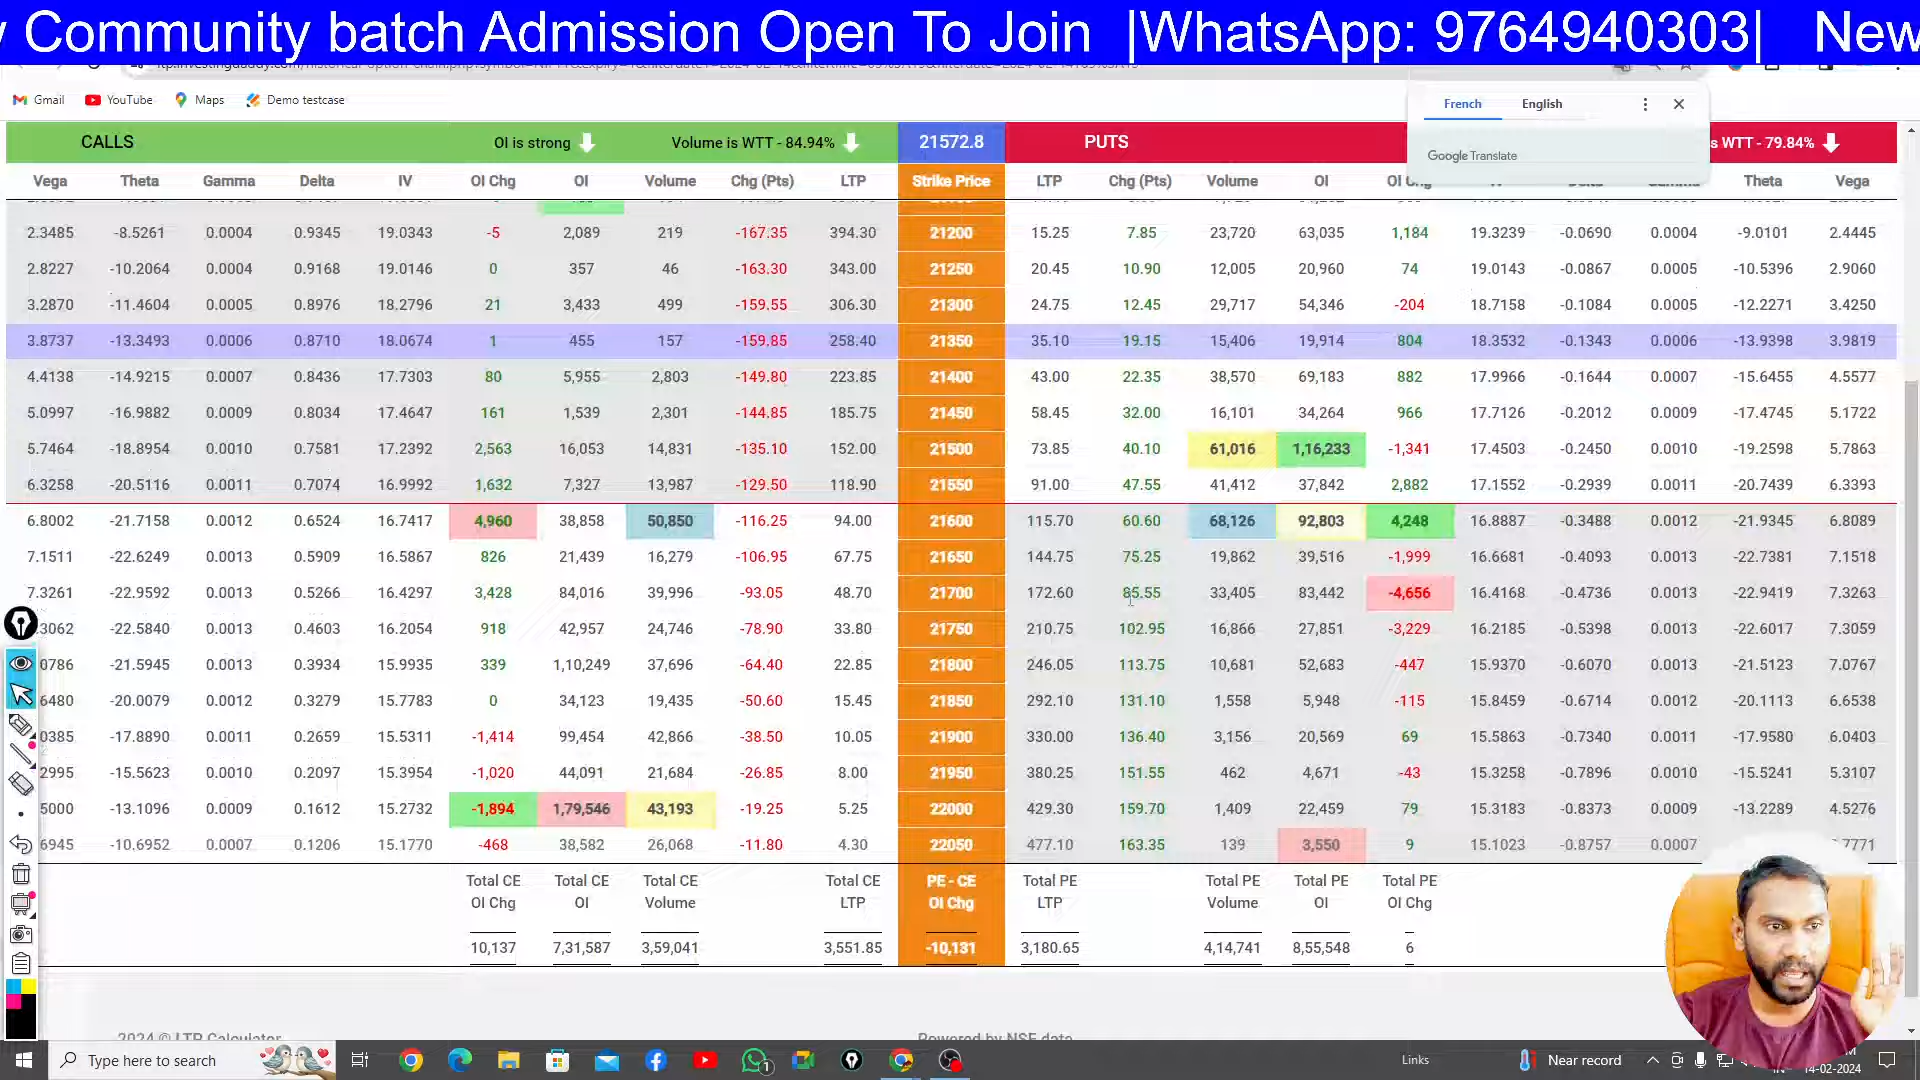 Community batch Admission Open To Join |WhatsApp: 9764940303| New
Gmail YouTube Maps Demo testcase
French English
Google Translate
CALLS OI is strong Volume is WTT - 84.94% 21572.8 PUTS s WTT - 79.84%
Vega Theta Gamma Delta IV OI Chg OI Volume Chg (Pts) LTP Strike Price LTP Chg (Pts) Volume OI Theta Vega
2.3485 -8.5261 0.0004 0.9345 19.0343 -5 2,089 219 -167.35 394.30 21200 15.25 7.85 23,720 63,035 1,184 19.3239 -0.0690 0.0004 -9.0101 2.4445
2.8227 -10.2064 0.0004 0.9168 19.0146 0 357 46 -163.30 343.00 21250 20.45 10.90 12,005 20,960 74 19.0143 -0.0867 0.0005 -10.5396 2.9060
3.2870 -11.4604 0.0005 0.8976 18.2796 21 3,433 499 -159.55 306.30 21300 24.75 12.45 29,717 54,346 -204 18.7158 -0.1084 0.0005 -12.2271 3.4250
3.8737 -13.3493 0.0006 0.8710 18.0674 1 455 157 -159.85 258.40 21350 35.10 19.15 15,406 19,914 804 18.3532 -0.1343 0.0006 -13.9398 3.9819
4.4138 -14.9215 0.0007 0.8436 17.7303 80 5,955 2,803 -149.80 223.85 21400 43.00 22.35 38,570 69,183 882 17.9966 -0.1644 0.0007 -15.6455 4.5577
5.0997 -16.9882 0.0009 0.8034 17.4647 161 1,539 2,301 -144.85 185.75 21450 58.45 32.00 16,101 34,264 966 17.7126 -0.2012 0.0009 -17.4745 5.1722
5.7464 -18.8954 0.0010 0.7581 17.2392 2,563 16,053 14,831 -135.10 152.00 21500 73.85 40.10 61,016 1,16,233 -1,341 17.4503 -0.2450 0.0010 -19.2598 5.7863
6.3258 -20.5116 0.0011 0.7074 16.9992 1,632 7,327 13,987 -129.50 118.90 21550 91.00 47.55 41,412 37,842 2,882 17.1552 -0.2939 0.0011 -20.7439 6.3393
6.8002 -21.7158 0.0012 0.6524 16.7417 4,960 38,858 50,850 -116.25 94.00 21600 115.70 60.60 68,126 92,803 4,248 16.8887 -0.3488 0.0012 -21.9345 6.8089
7.1511 -22.6249 0.0013 0.5909 16.5867 826 21,439 16,279 -106.95 67.75 21650 144.75 75.25 19,862 39,516 -1,999 16.6681 -0.4093 0.0013 -22.7381 7.1518
7.3261 -22.9592 0.0013 0.5266 16.4297 3,428 84,016 39,996 -93.05 48.70 21700 172.60 85.55 33,405 83,442 -4,656 16.4168 -0.4736 0.0013 -22.9419 7.3263
.3062 -22.5840 0.0013 0.4603 16.2054 918 42,957 24,746 -78.90 33.80 21750 210.75 102.95 16,866 27,851 -3,229 16.2185 -0.5398 0.0013 -22.6017 7.3059
0786 -21.5945 0.0013 0.3934 15.9935 339 1,10,249 37,696 -64.40 22.85 21800 246.05 113.75 10,681 52,683 -447 15.9370 -0.6070 0.0013 -21.5123 7.0767
6480 -20.0079 0.0012 0.3279 15.7783 0 34,123 19,435 -50.60 15.45 21850 292.10 131.10 1,558 5,948 -115 15.8459 -0.6714 0.0012 -20.1113 6.6538
0385 -17.8890 0.0011 0.2659 15.5311 -1,414 99,454 42,866 -38.50 10.05 21900 330.00 136.40 3,156 20,569 69 15.5863 -0.7340 0.0011 -17.9580 6.0403
2995 -15.5623 0.0010 0.2097 15.3954 -1,020 44,091 21,684 -26.85 8.00 21950 380.25 151.55 462 4,671 -43 15.3258 -0.7896 0.0010 -15.5241 5.3107
5000 -13.1096 0.0009 0.1612 15.2732 -1,894 1,79,546 43,193 -19.25 5.25 22000 429.30 159.70 1,409 22,459 79 15.3183 -0.8373 0.0009 -13.2289 4.5276
6945 -10.6952 0.0007 0.1206 15.1770 -468 38,582 26,068 -11.80 4.30 22050 477.10 163.35 139 3,550 9 15.1023 -0.8757 0.0007 7771
Total CE Total CE Total CE Total CE PE - CE Total PE Total PE Total PE Total PE
OI Chg OI Volume LTP OI Chg LTP Volume OI OI Chg
10,137 7,31,587 3,59,041 3,551.85 -10,131 3,180.65 4,14,741 8,55,548 6
2024 © LTP Calculator Powered by NSE data
Type here to search Links Near record
14-02-2024